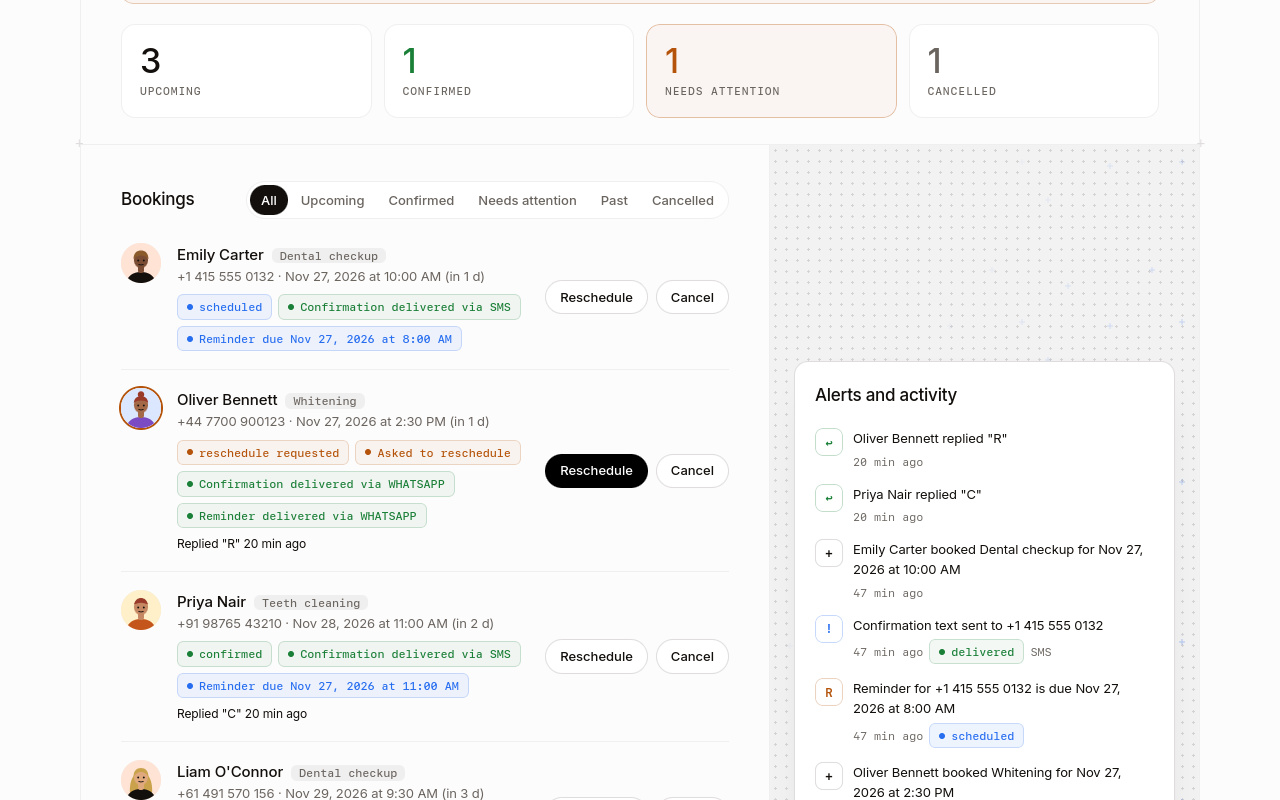 3
UPCOMING
1
CONFIRMED
1
NEEDS ATTENTION
1
CANCELLED
Bookings
All Upcoming Confirmed Needs attention Past Cancelled
Emily Carter Dental checkup
+1 415 555 0132 · Nov 27, 2026 at 10:00 AM (in 1 d)
scheduled Confirmation delivered via SMS
Reminder due Nov 27, 2026 at 8:00 AM
Reschedule Cancel
Oliver Bennett Whitening
+44 7700 900123 · Nov 27, 2026 at 2:30 PM (in 1 d)
reschedule requested Asked to reschedule
Confirmation delivered via WHATSAPP
Reminder delivered via WHATSAPP
Replied "R" 20 min ago
Reschedule Cancel
Priya Nair Teeth cleaning
+91 98765 43210 · Nov 28, 2026 at 11:00 AM (in 2 d)
confirmed Confirmation delivered via SMS
Reminder due Nov 27, 2026 at 11:00 AM
Replied "C" 20 min ago
Reschedule Cancel
Liam O'Connor Dental checkup
+61 491 570 156 · Nov 29, 2026 at 9:30 AM (in 3 d)
Alerts and activity
↩ Oliver Bennett replied "R"
20 min ago
↩ Priya Nair replied "C"
20 min ago
+ Emily Carter booked Dental checkup for Nov 27,
2026 at 10:00 AM
47 min ago
! Confirmation text sent to +1 415 555 0132
47 min ago delivered SMS
R Reminder for +1 415 555 0132 is due Nov 27,
2026 at 8:00 AM
47 min ago scheduled
+ Oliver Bennett booked Whitening for Nov 27,
2026 at 2:30 PM